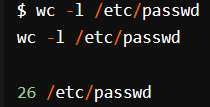 $ wc -l /etc/passwd
wc -l /etc/passwd
26 /etc/passwd